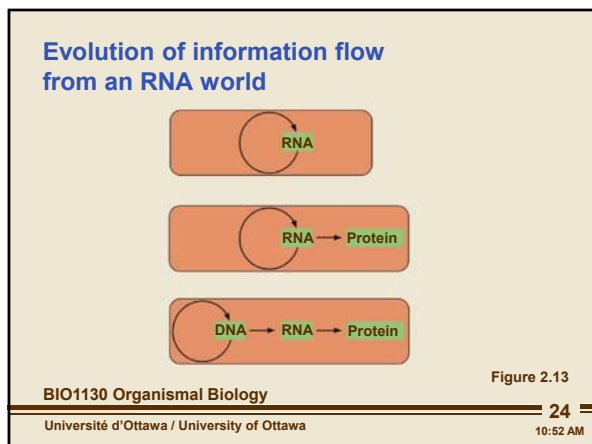 Evolution of information flow
from an RNA world
RNA
RNA → Protein
DNA → RNA → Protein
Figure 2.13
BIO1130 Organismal Biology
24
Université d'Ottawa / University of Ottawa
10:52 AM